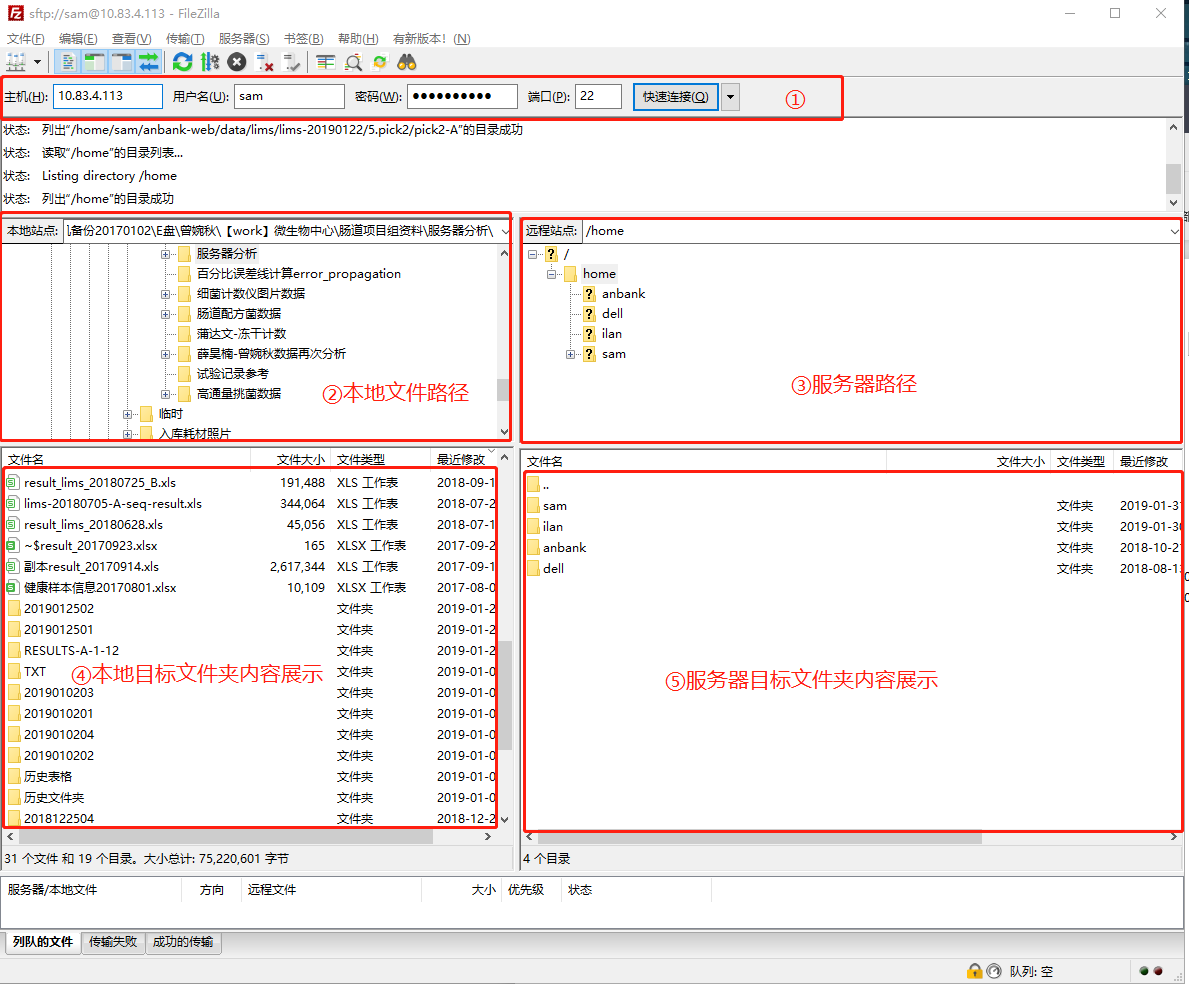 sftp://sam@10.83.4.113 - FileZilla
文件(F) 编辑(E) 查看(V) 传输(T) 服务器(S) 书签(B) 帮助(H) 有新版本! (N)
主机(H): 10.83.4.113 用户名(U): sam 密码(W): ●●●●●●●●●● 端口(P): 22 快速连接(Q) ①
状态: 列出“/home/sam/anbank-web/data/lims/lims-20190122/5.pick2/pick2-A”的目录成功
状态: 读取“/home”的目录列表...
状态: Listing directory /home
状态: 列出“/home”的目录成功
本地站点: 备份20170102\E盘\曾婉秋\【work】微生物中心\肠道项目组资料\服务器分析\
服务器分析
百分比误差线计算error_propagation
细菌计数仪图片数据
肠道配方菌数据
蒲达文-冻干计数
薛昊楠-曾婉秋数据再次分析
试验记录参考
高通量挑菌数据
临时
入库耗材照片
②本地文件路径
远程站点: /home
/
home
anbank
dell
ilan
sam
③服务器路径
文件名 文件大小 文件类型 最近修改
result_lims_20180725_B.xls 191,488 XLS 工作表 2018-09-1
lims-20180705-A-seq-result.xls 344,064 XLS 工作表 2018-07-2
result_lims_20180628.xls 45,056 XLS 工作表 2018-07-1
~$result_20170923.xlsx 165 XLSX 工作表 2017-09-2
副本result_20170914.xls 2,617,344 XLS 工作表 2017-09-1
健康样本信息20170801.xlsx 10,109 XLSX 工作表 2017-08-0
2019012502 文件夹 2019-01-2
2019012501 文件夹 2019-01-2
RESULTS-A-1-12 文件夹 2019-01-2
TXT 文件夹 2019-01-0
④本地目标文件夹内容展示
2019010203 文件夹 2019-01-0
2019010201 文件夹 2019-01-0
2019010204 文件夹 2019-01-0
2019010202 文件夹 2019-01-0
历史表格 文件夹 2019-01-0
历史文件夹 文件夹 2019-01-0
2018122504 文件夹 2018-12-2
31 个文件 和 19 个目录。大小总计: 75,220,601 字节
文件名 文件大小 文件类型 最近修改
..
sam 文件夹 2019-01-31
ilan 文件夹 2019-01-30
anbank 文件夹 2018-10-21
dell 文件夹 2018-08-13
⑤服务器目标文件夹内容展示
4 个目录
服务器/本地文件 方向 远程文件 大小 优先级 状态
列队的文件 传输失败 成功的传输
队列: 空